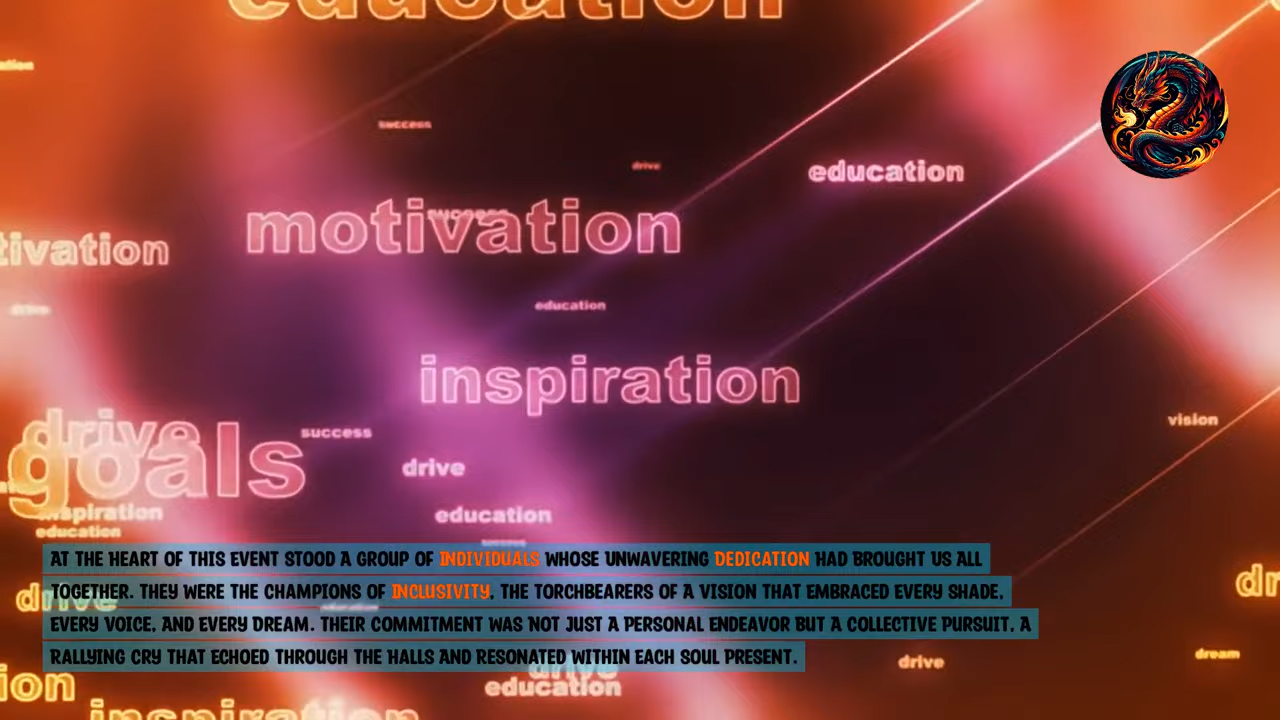 education
success
drive
education
motivation
success
tivation
education
drive
inspiration
drive
goals
success
vision
drive
inspiration
education
education
AT THE HEART OF THIS EVENT STOOD A GROUP OF INDIVIDUALS WHOSE UNWAVERING DEDICATION HAD BROUGHT US ALL
TOGETHER. THEY WERE THE CHAMPIONS OF INCLUSIVITY, THE TORCHBEARERS OF A VISION THAT EMBRACED EVERY SHADE,
EVERY VOICE, AND EVERY DREAM. THEIR COMMITMENT WAS NOT JUST A PERSONAL ENDEAVOR BUT A COLLECTIVE PURSUIT, A
RALLYING CRY THAT ECHOED THROUGH THE HALLS AND RESONATED WITHIN EACH SOUL PRESENT.
drive
dr
drive
dream
drive
education
ion
inspiration